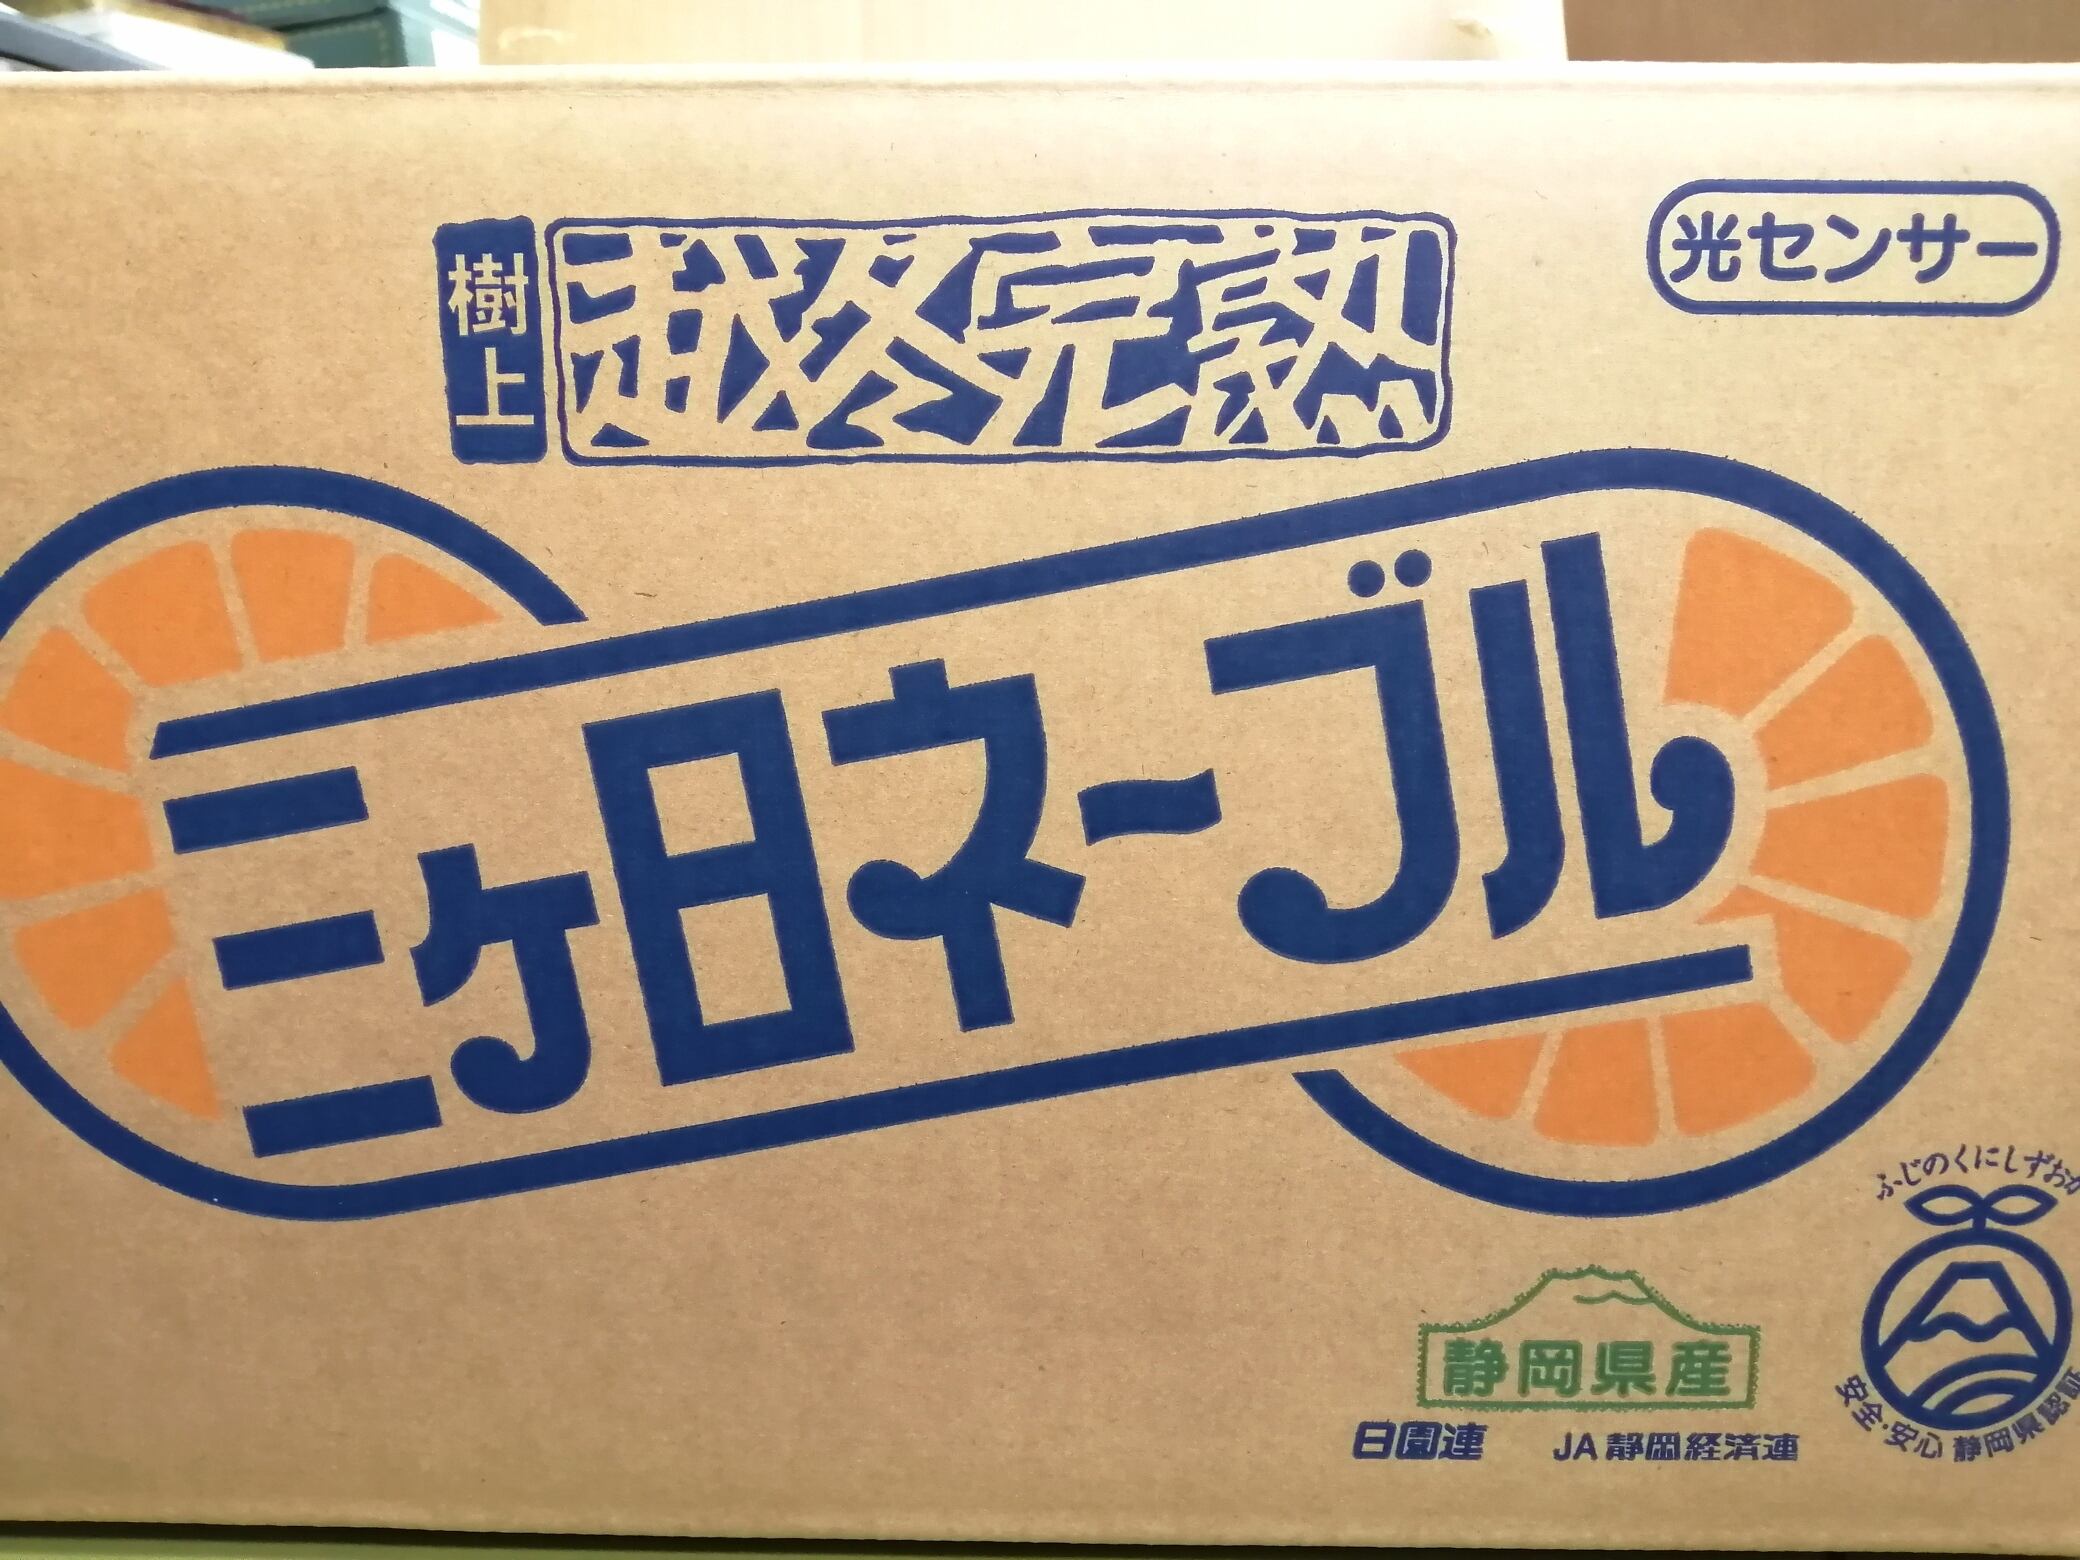 樹上
越冬完熟
光センサー
三ヶ日ネーブル
ふじのくにしずおか
静岡県産
日園連
JA静岡経済連
安全・安心 静岡県認証